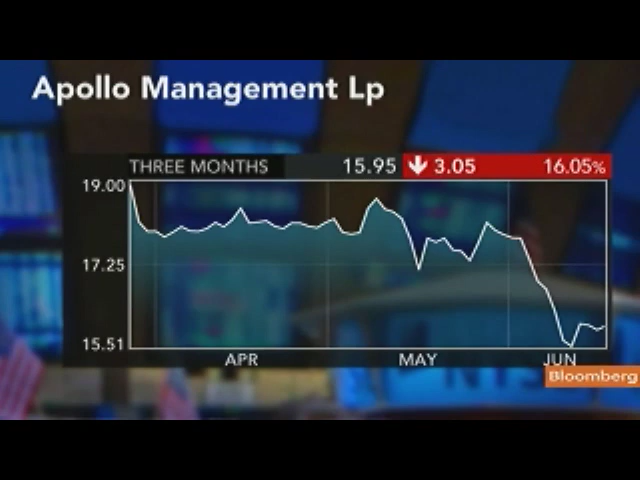 Apollo Management Lp
THREE MONTHS 15.95 ↓ 3.05 16.05%
19.00
17.25
15.51
APR MAY JUN
NYS
Bloomberg